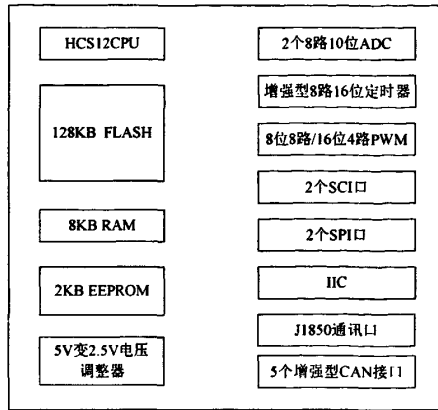 HCS12CPU
128KB FLASH
8KB RAM
2KB EEPROM
5V变2.5V电压
调整器
2个8路10位ADC
增强型8路16位定时器
8位8路/16位4路PWM
2个SCI口
2个SPI口
IIC
J1850通讯口
5个增强型CAN接口